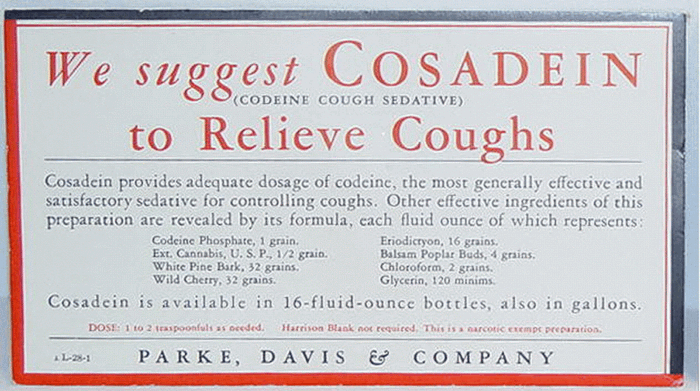 We suggest COSADEIN
(CODEINE COUGH SEDATIVE)
to Relieve Coughs
Cosadein provides adequate dosage of codeine, the most generally effective and
satisfactory sedative for controlling coughs. Other effective ingredients of this
preparation are revealed by its formula, each fluid ounce of which represents:
Codeine Phosphate, 1 grain.
Ext. Cannabis, U. S. P., 1/2 grain.
White Pine Bark, 32 grains.
Wild Cherry, 32 grains.
Eriodictyon, 16 grains.
Balsam Poplar Buds, 4 grains.
Chloroform, 2 grains.
Glycerin, 120 minims.
Cosadein is available in 16-fluid-ounce bottles, also in gallons.
DOSE: 1 to 2 teaspoonfuls as needed. Harrison Blank not required. This is a narcotic exempt preparation.
L-28-1
PARKE, DAVIS & COMPANY